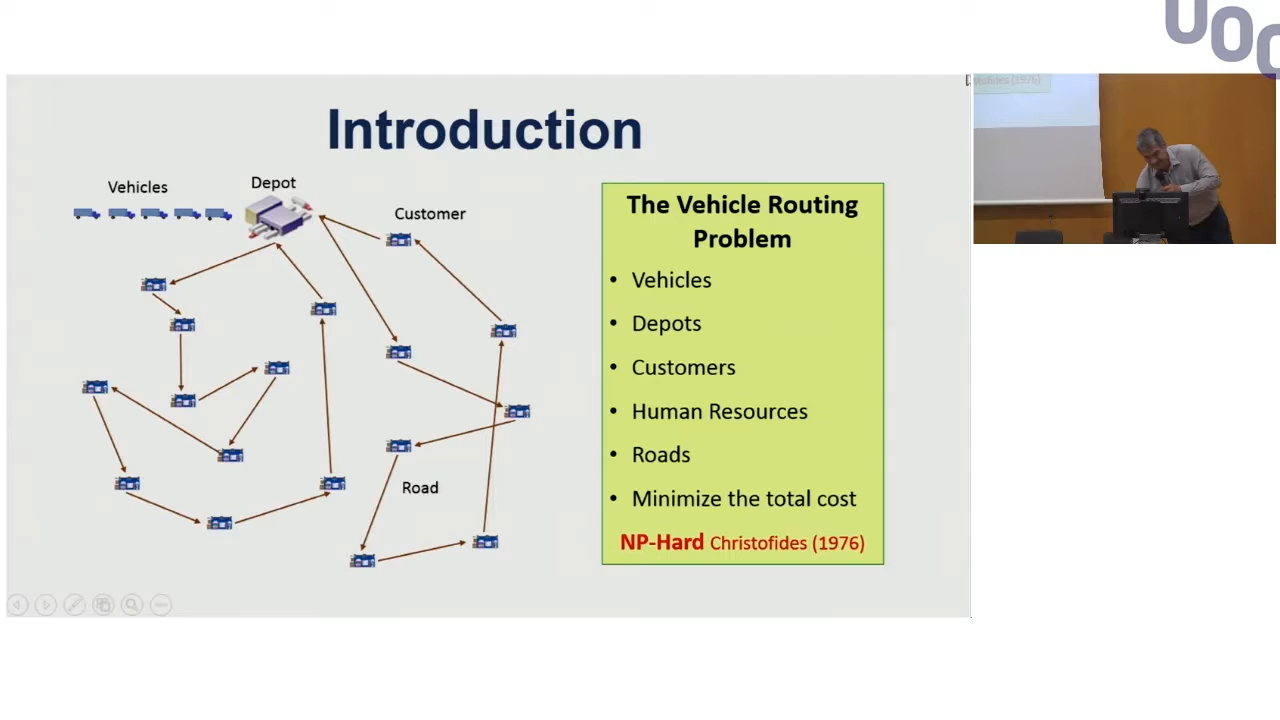 UOC
Introduction
Vehicles
Depot
Customer
Road
The Vehicle Routing
Problem
• Vehicles
• Depots
• Customers
• Human Resources
• Roads
• Minimize the total cost
NP-Hard Christofides (1976)